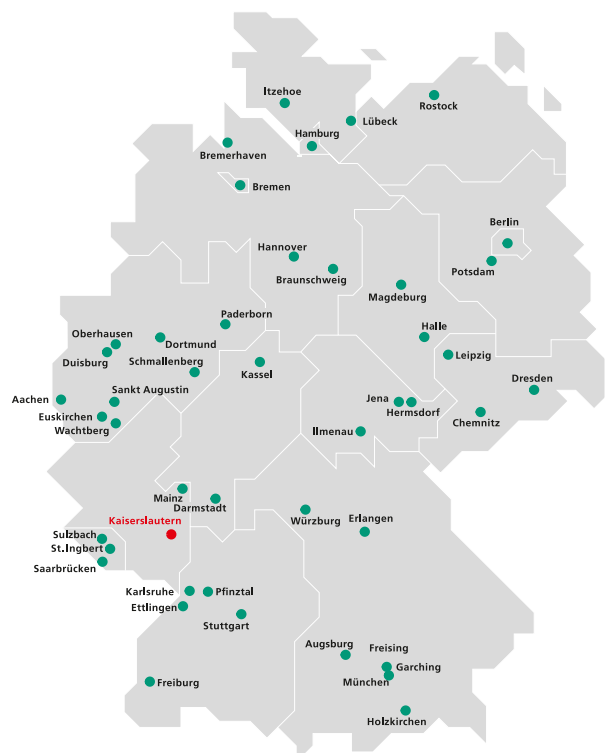 Itzehoe
Rostock
Lübeck
Hamburg
Bremerhaven
Bremen
Berlin
Hannover
Potsdam
Braunschweig
Magdeburg
Paderborn
Halle
Oberhausen
Dortmund
Duisburg
Leipzig
Schmallenberg
Kassel
Dresden
Sankt Augustin
Aachen
Jena
Hermsdorf
Euskirchen
Chemnitz
Wachtberg
Ilmenau
Mainz
Darmstadt
Kaiserslautern
Würzburg
Erlangen
Sulzbach
St.Ingbert
Saarbrücken
Karlsruhe
Pfinztal
Ettlingen
Stuttgart
Augsburg
Freising
Garching
München
Freiburg
Holzkirchen